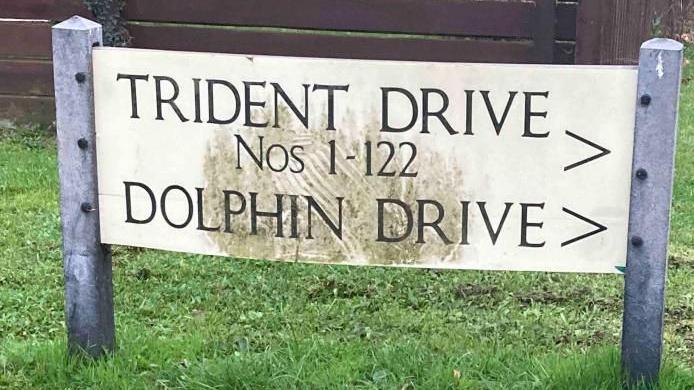 TRIDENT DRIVE >
Nos 1-122
DOLPHIN DRIVE >